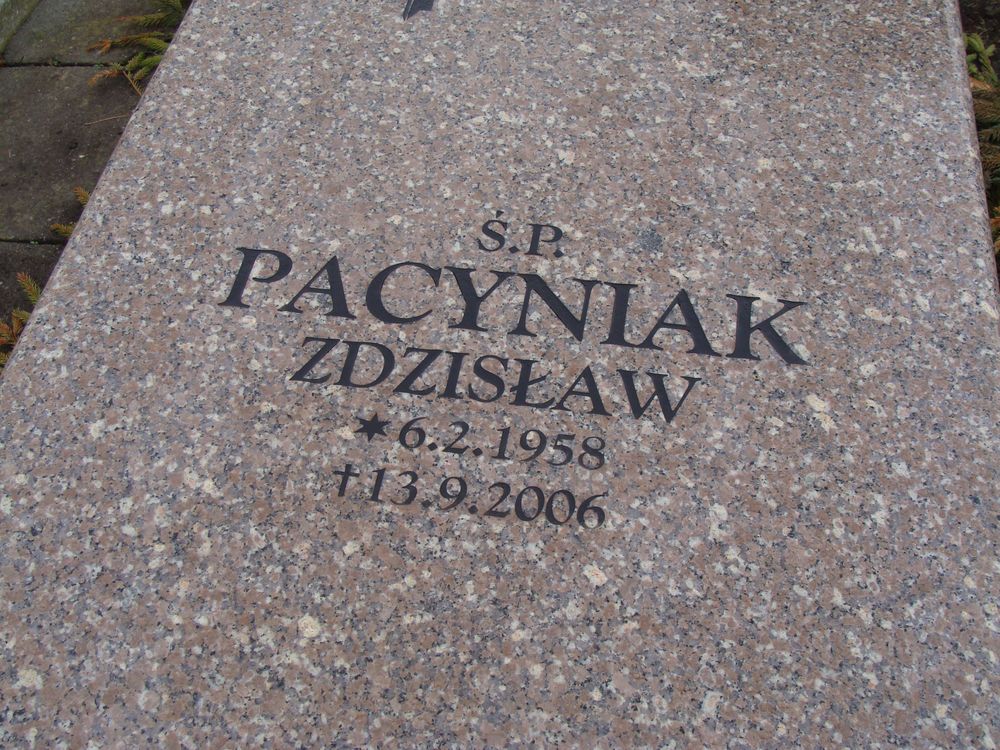 Ś.P.
PACYNIAK
ZDZISŁAW
✶6.2.1958
†13.9.2006